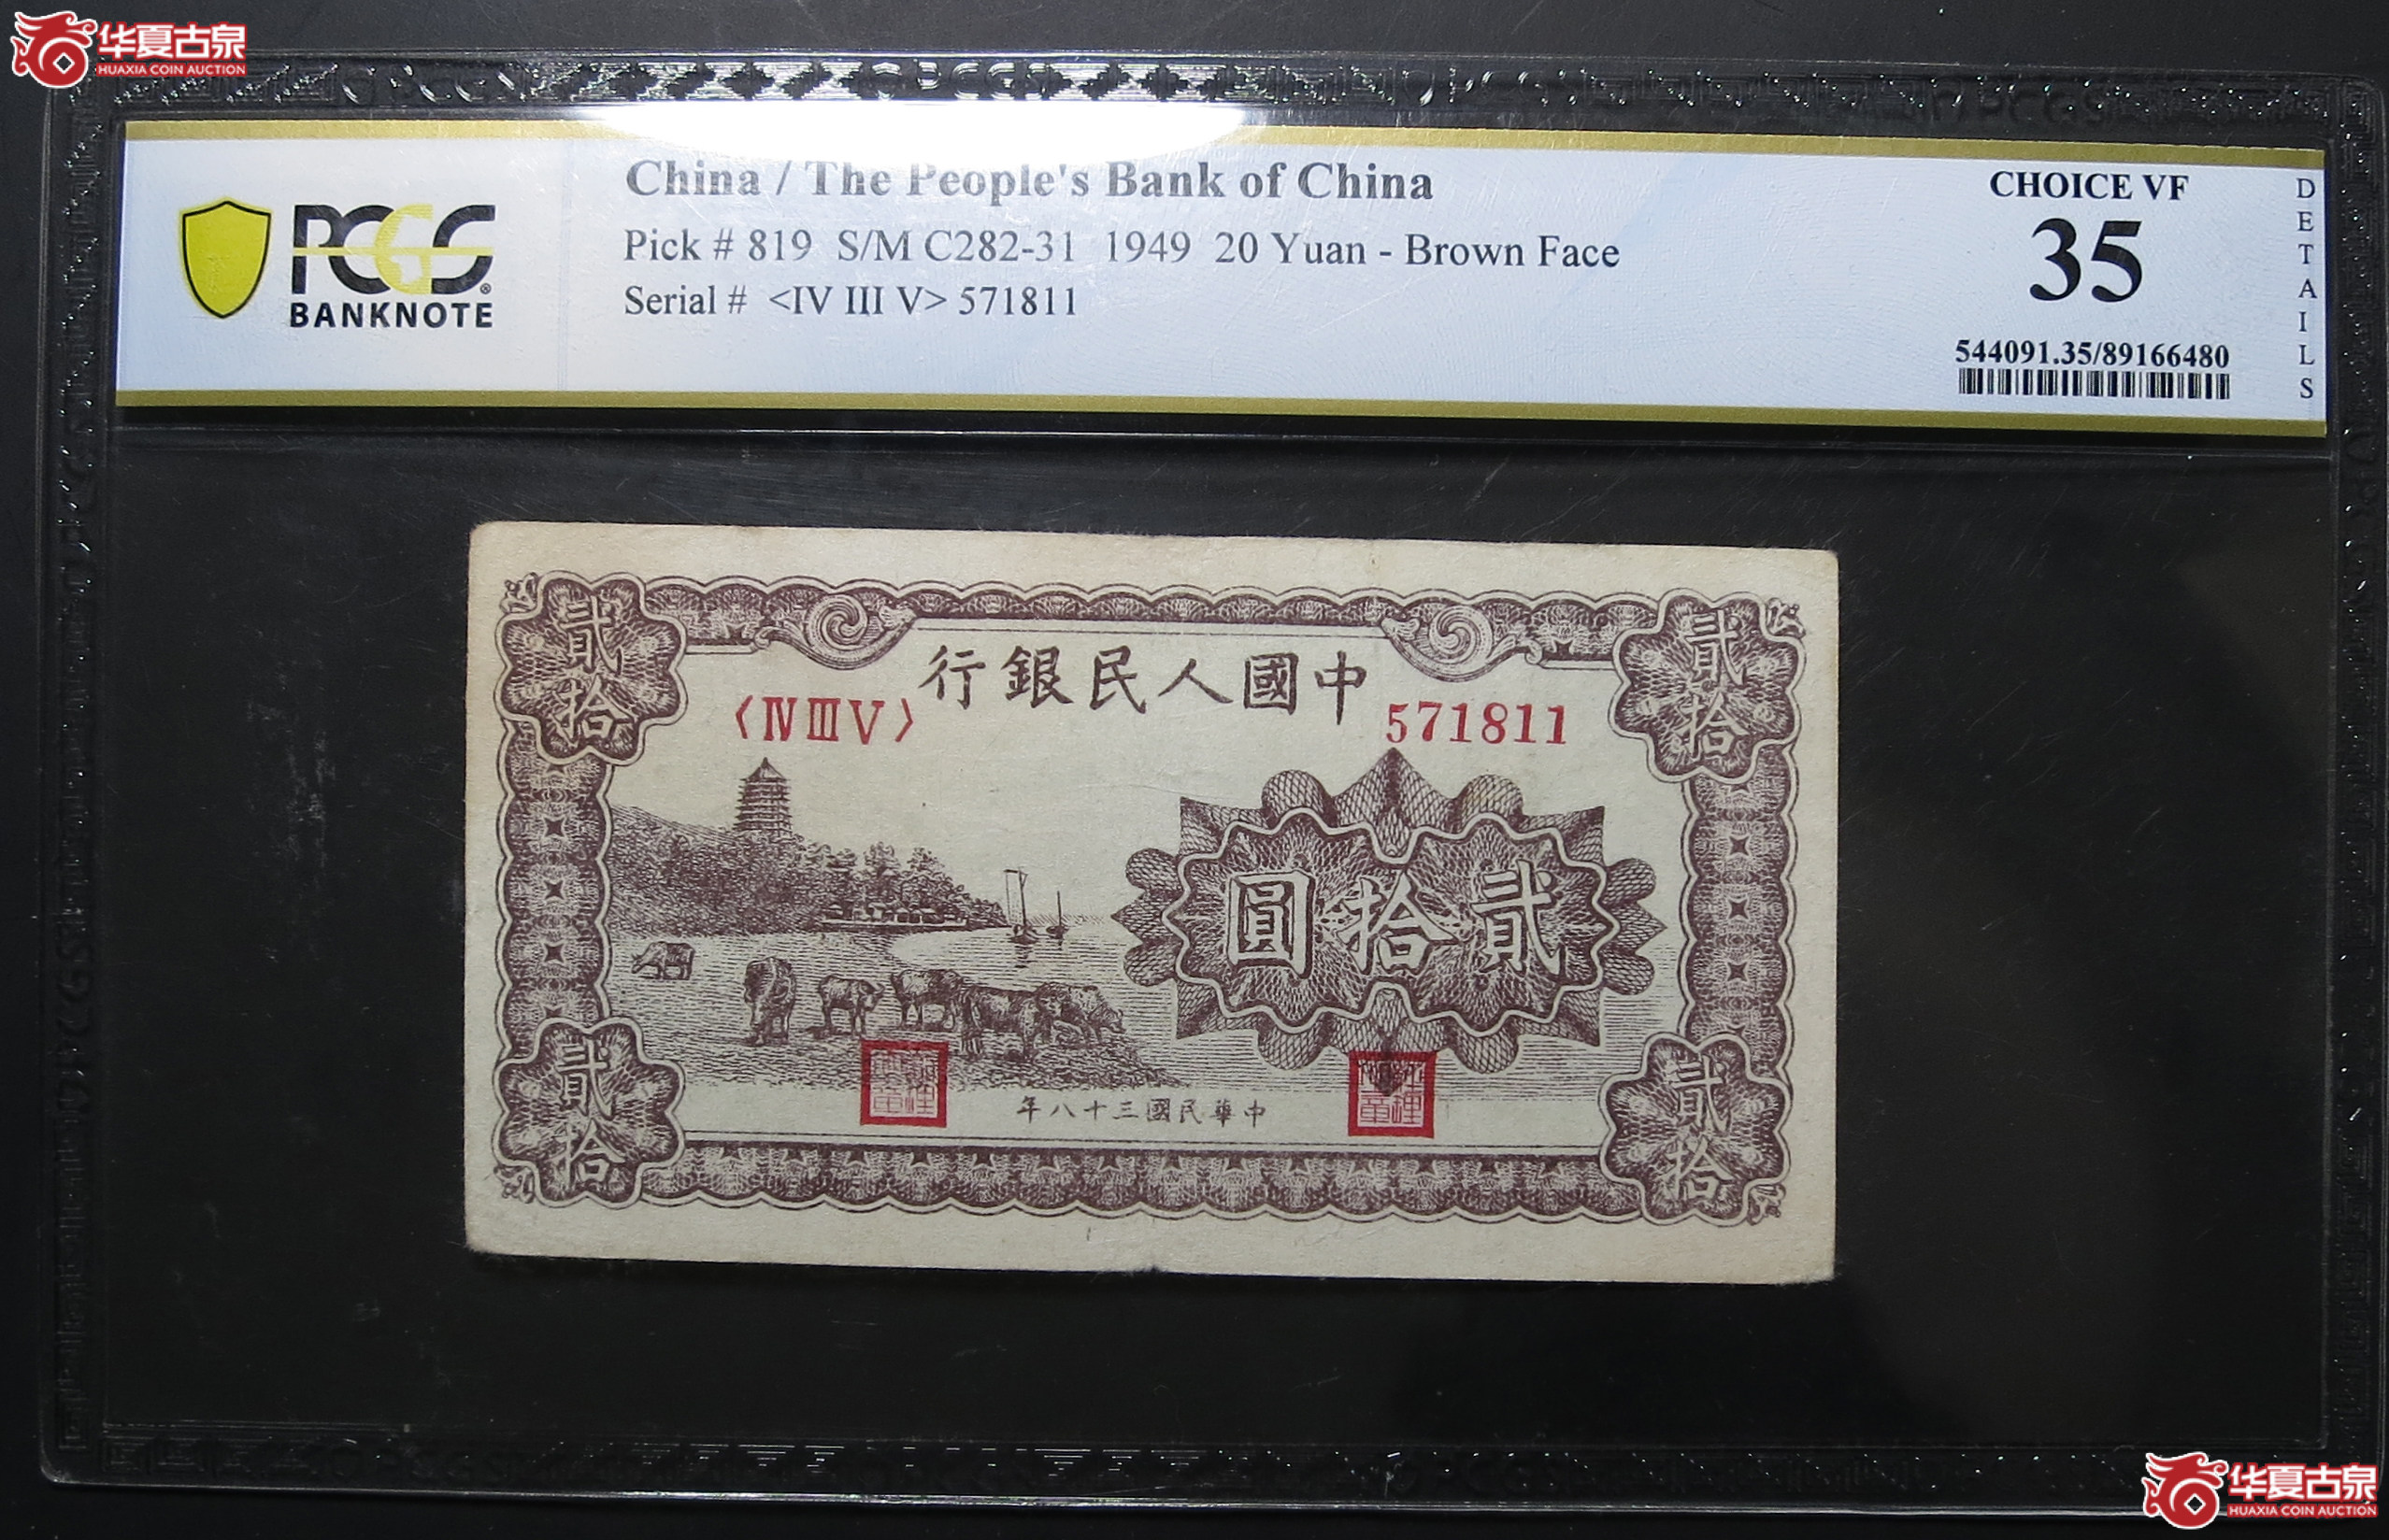 华夏古泉
HUAXIA COIN AUCTION
PCGS
BANKNOTE
China / The People's Bank of China
Pick # 819 S/M C282-31 1949 20 Yuan - Brown Face
Serial # <IV III V> 571811
CHOICE VF
35
544091.35/89166480
DETAILS
貳拾
貳拾
行銀民人國中
〈IV III V〉
571811
圓拾貳
年八十三國民華中
貳拾
貳拾
华夏古泉
HUAXIA COIN AUCTION